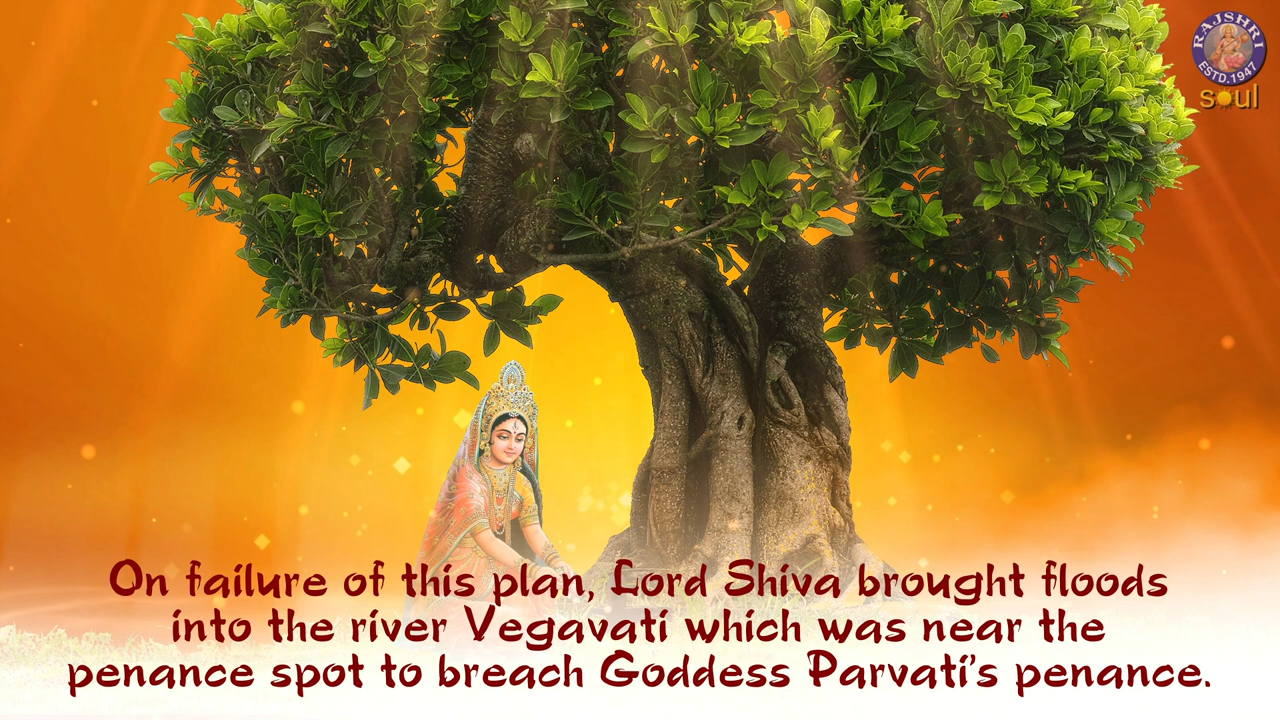 RAJSHRI
ESTD.1947
soul
On failure of this plan, Lord Shiva brought floods
into the river Vegavati which was near the
penance spot to breach Goddess Parvati's penance.